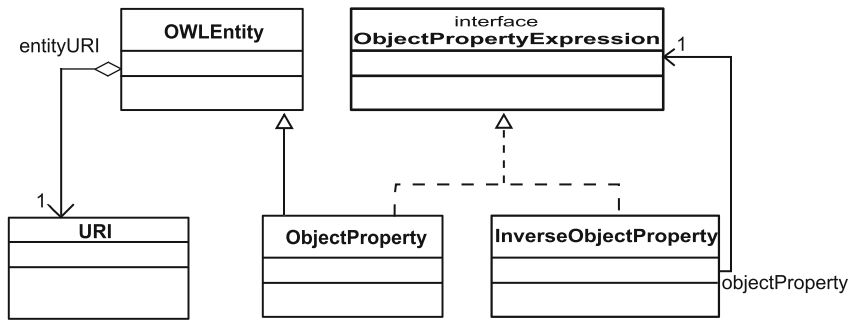 OWLEntity
interface
ObjectPropertyExpression
entityURI
1
1
URI
ObjectProperty
InverseObjectProperty
objectProperty